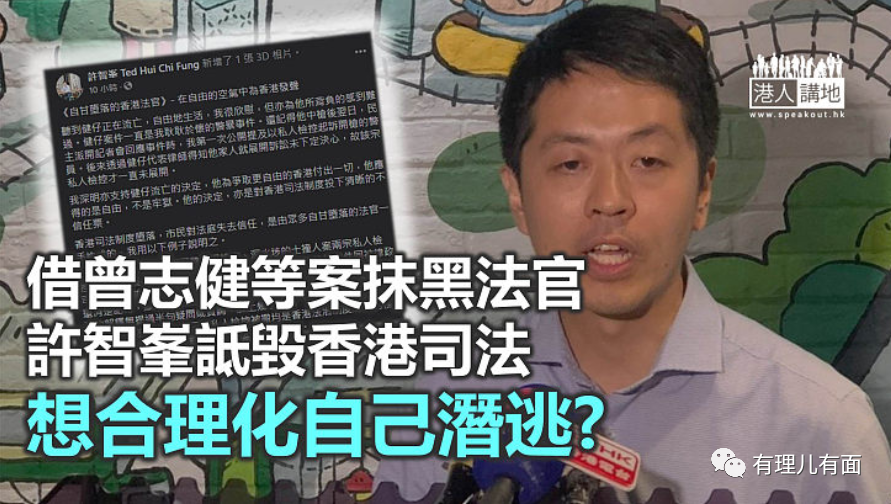 許智峯 Ted Hui Chi Fung 新增了 1 張 3D 相片。
10 小時
《自甘墮落的香港法官》- 在自由的空氣中為香港發聲
聽到健仔正在流亡，自由地生活，我很欣慰，但亦為他所背負的感到難
過。健仔案件一直是我耿耿於懷的警暴事件。還記得他中槍後翌日，民
主派開記者會回應事件時，我第一次公開提及以私人檢控起訴開槍的警
員。後來透過健仔代表律師得知他家人就展開訴訟未下定決心，故該宗
私人檢控才一直未展開。
我深明亦支持健仔流亡的決定，他為爭取更自由的香港付出一切，他應
得的是自由，不是牢獄。他的決定，亦是對香港司法制度投下清晰的不
信任票。
香港司法制度墮落，市民對法庭失去信任，是由眾多自甘墮落的法官一
我用以下例子說明之。
港人講地
www.speakout.hk
借曾志健等案抹黑法官
許智峯詆毀香港司法
想合理化自己潛逃?
RTHK
有理儿有面